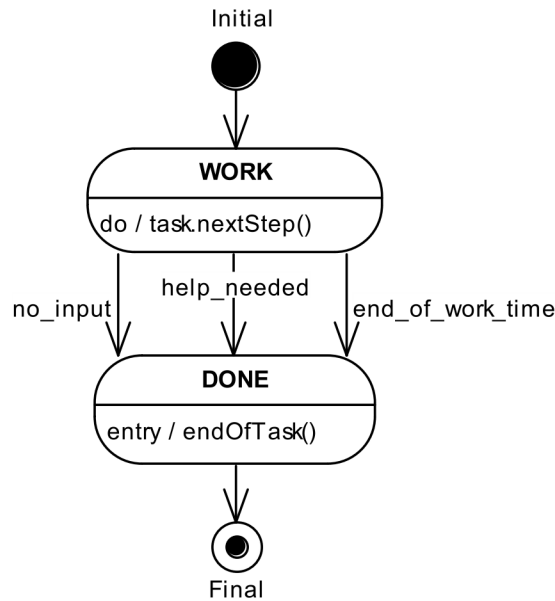 Initial
WORK
do / task.nextStep()
help_needed
no_input
end_of_work_time
DONE
entry / endOfTask()
Final